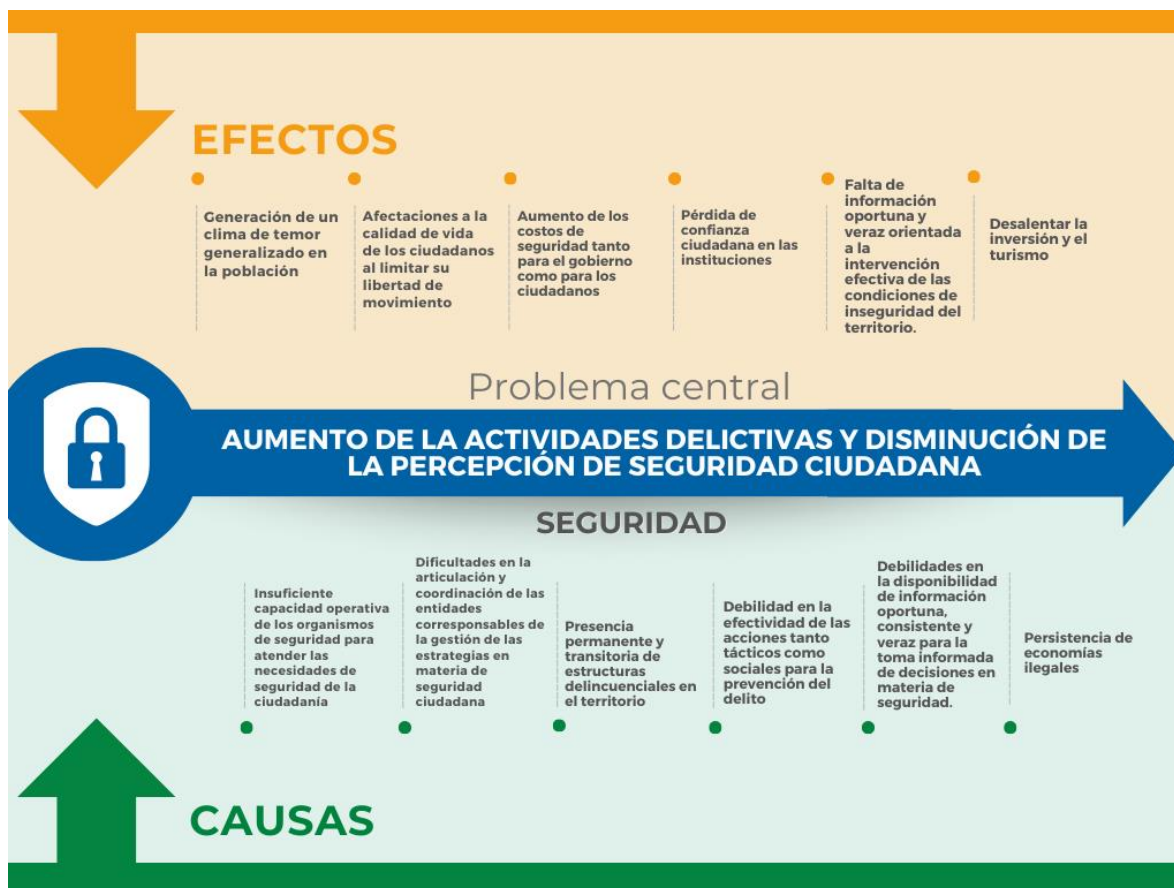 EFECTOS
Generación de un
clima de temor
generalizado en
la población
Afectaciones a la
calidad de vida
de los ciudadanos
al limitar su
libertad de
movimiento
Aumento de los
costos de
seguridad tanto
para el gobierno
como para los
ciudadanos
Pérdida de
confianza
ciudadana en las
instituciones
Falta de
información
oportuna y
veraz orientada
a la
intervención
efectiva de las
condiciones de
inseguridad del
territorio.
Desalentar la
inversión y el
turismo
Problema central
AUMENTO DE LA ACTIVIDADES DELICTIVAS Y DISMINUCIÓN DE
LA PERCEPCIÓN DE SEGURIDAD CIUDADANA
SEGURIDAD
Insuficiente
capacidad operativa
de los organismos
de seguridad para
atender las
necesidades de
seguridad de la
ciudadanía
Dificultades en la
articulación y
coordinación de las
entidades
corresponsables de
la gestión de las
estrategias en
materia de
seguridad
ciudadana
Presencia
permanente y
transitoria de
estructuras
delincuenciales en
el territorio
Debilidad en la
efectividad de las
acciones tanto
tácticos como
sociales para la
prevención del
delito
Debilidades en
la disponibilidad
de información
oportuna,
consistente y
veraz para la
toma informada
de decisiones en
materia de
seguridad.
Persistencia de
economías
ilegales
CAUSAS